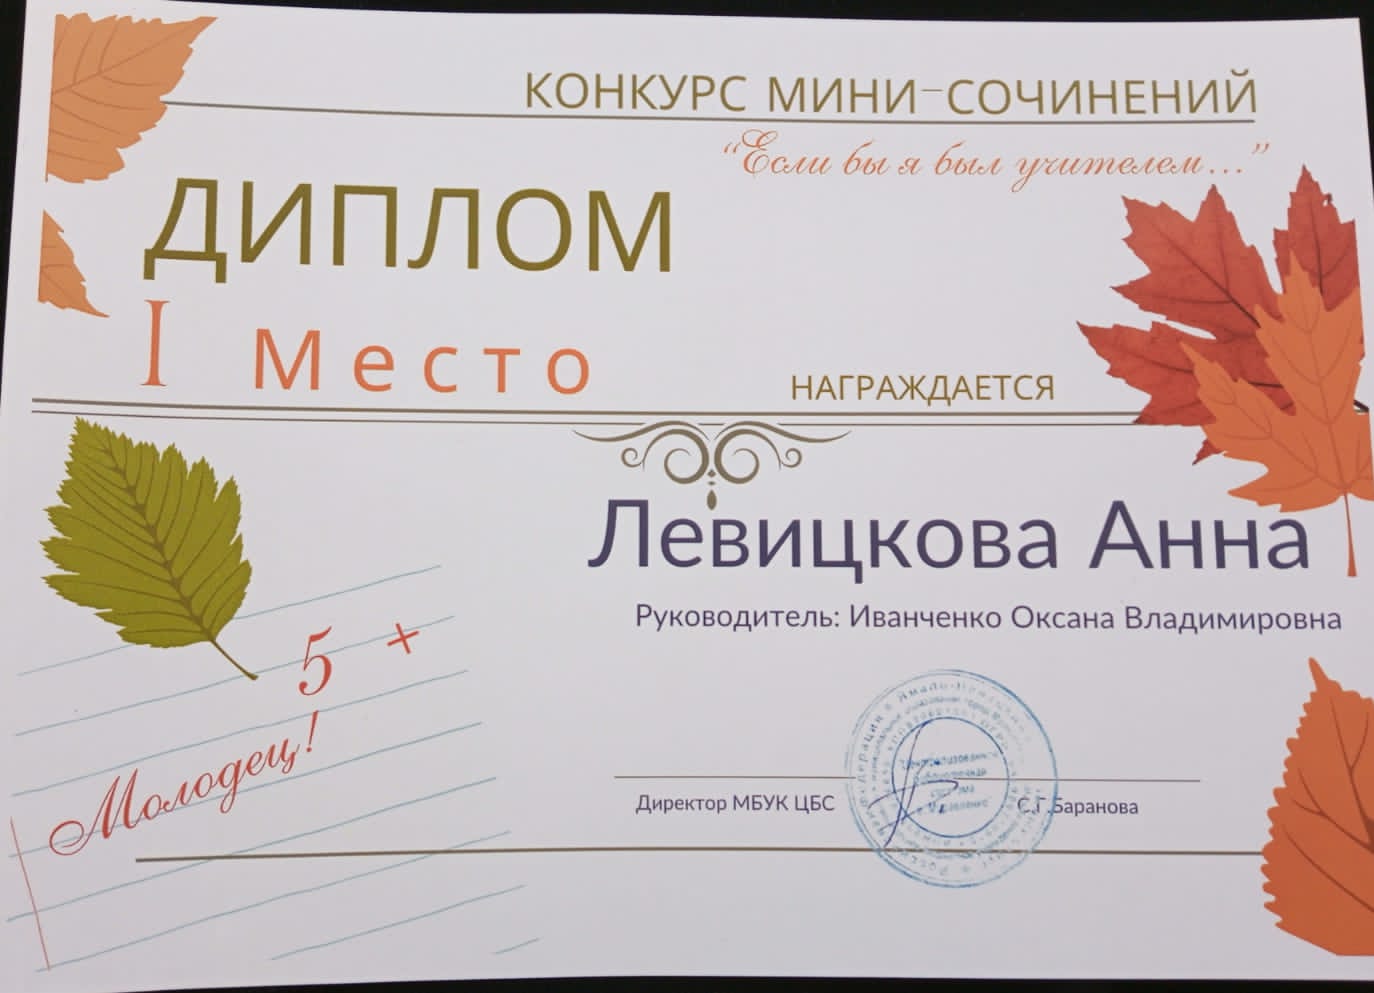 КОНКУРС МИНИ-СОЧИНЕНИЙ
“Если бы я был учителем...”
ДИПЛОМ
I Место
НАГРАЖДАЕТСЯ
Левицкова Анна
Руководитель: Иванченко Оксана Владимировна
5 +
Молодец!
Директор МБУК ЦБС
С.Г.Баранова